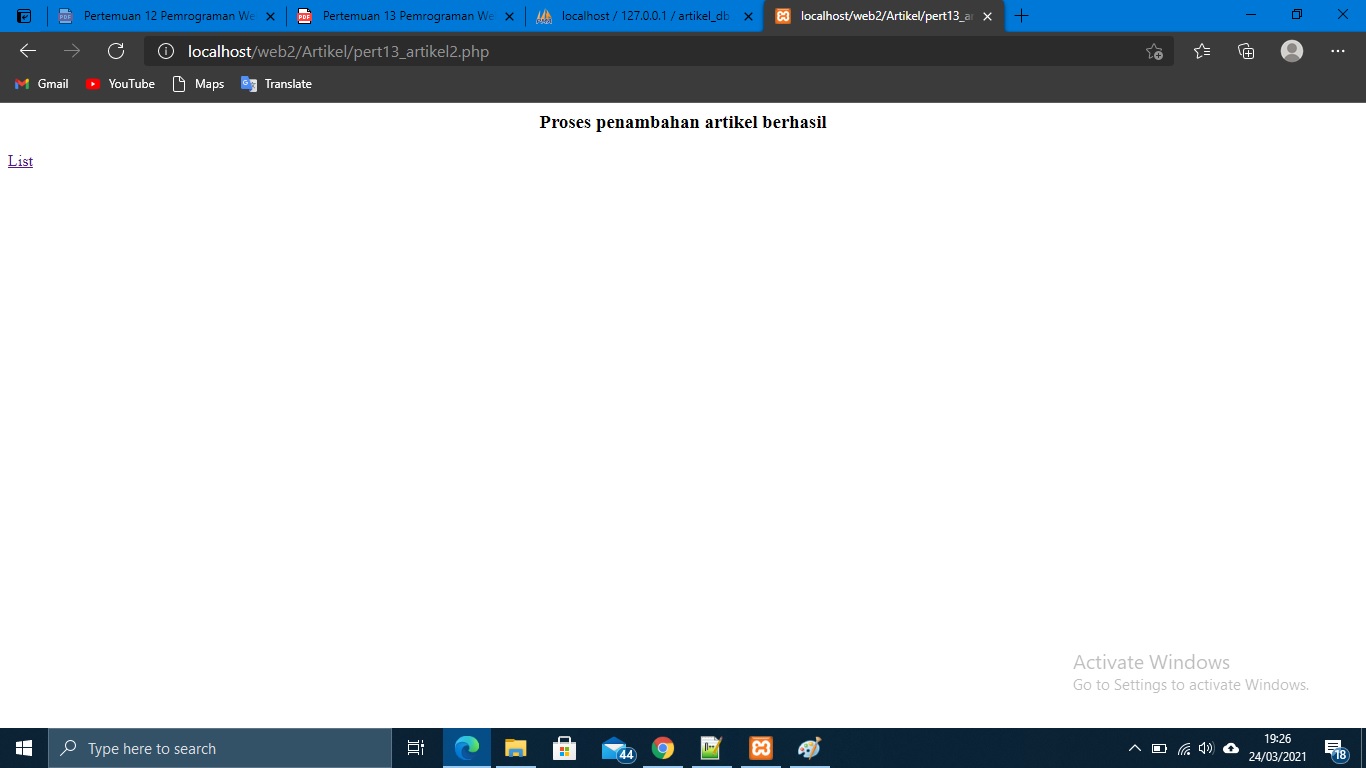 Pertemuan 12 Pemrograman We
Pertemuan 13 Pemrograman We
localhost / 127.0.0.1 / artikel_db
localhost/web2/Artikel/pert13_ar
localhost/web2/Artikel/pert13_artikel2.php
Gmail
YouTube
Maps
Translate
Proses penambahan artikel berhasil
List
Activate Windows
Go to Settings to activate Windows.
Type here to search
44
19:26
24/03/2021
18